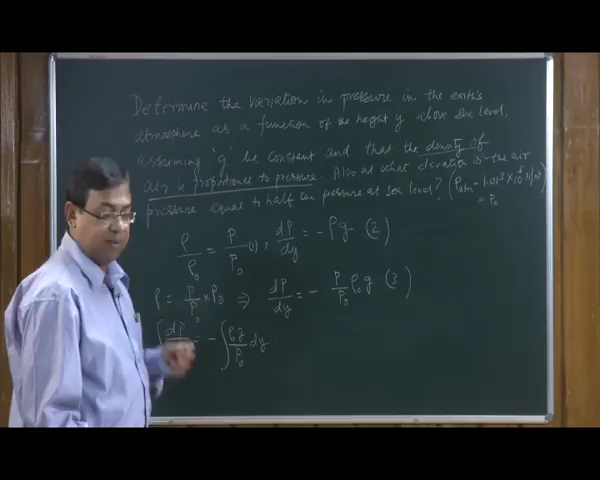 Determine the variation in pressure in the earth's
atmosphere as a function of the height y above sea level,
assuming 'g' be constant and that the density of
air is proportional to pressure. Also at what elevation is the air
pressure equal to half the pressure at sea level? (Patm = 1.013 × 10^5 N/m²)
= P₀
ρ/ρ₀ = P/P₀ (1), dP/dy = -ρg (2)
ρ = P/P₀ × ρ₀ ⇒ dP/dy = - P/P₀ ρ₀g (3)
∫ dP = - ∫ ρ₀g/P₀ dy